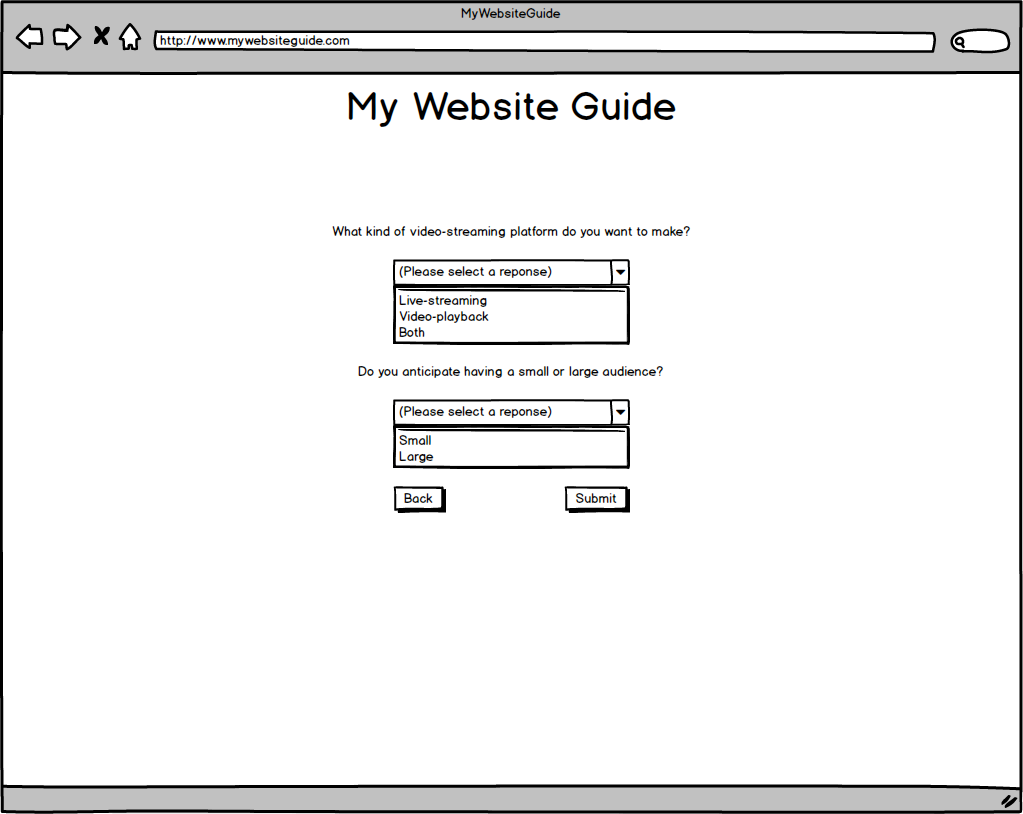 MyWebsiteGuide
http://www.mywebsiteguide.com
My Website Guide
What kind of video-streaming platform do you want to make?
(Please select a reponse)
Live-streaming
Video-playback
Both
Do you anticipate having a small or large audience?
(Please select a reponse)
Small
Large
Back Submit